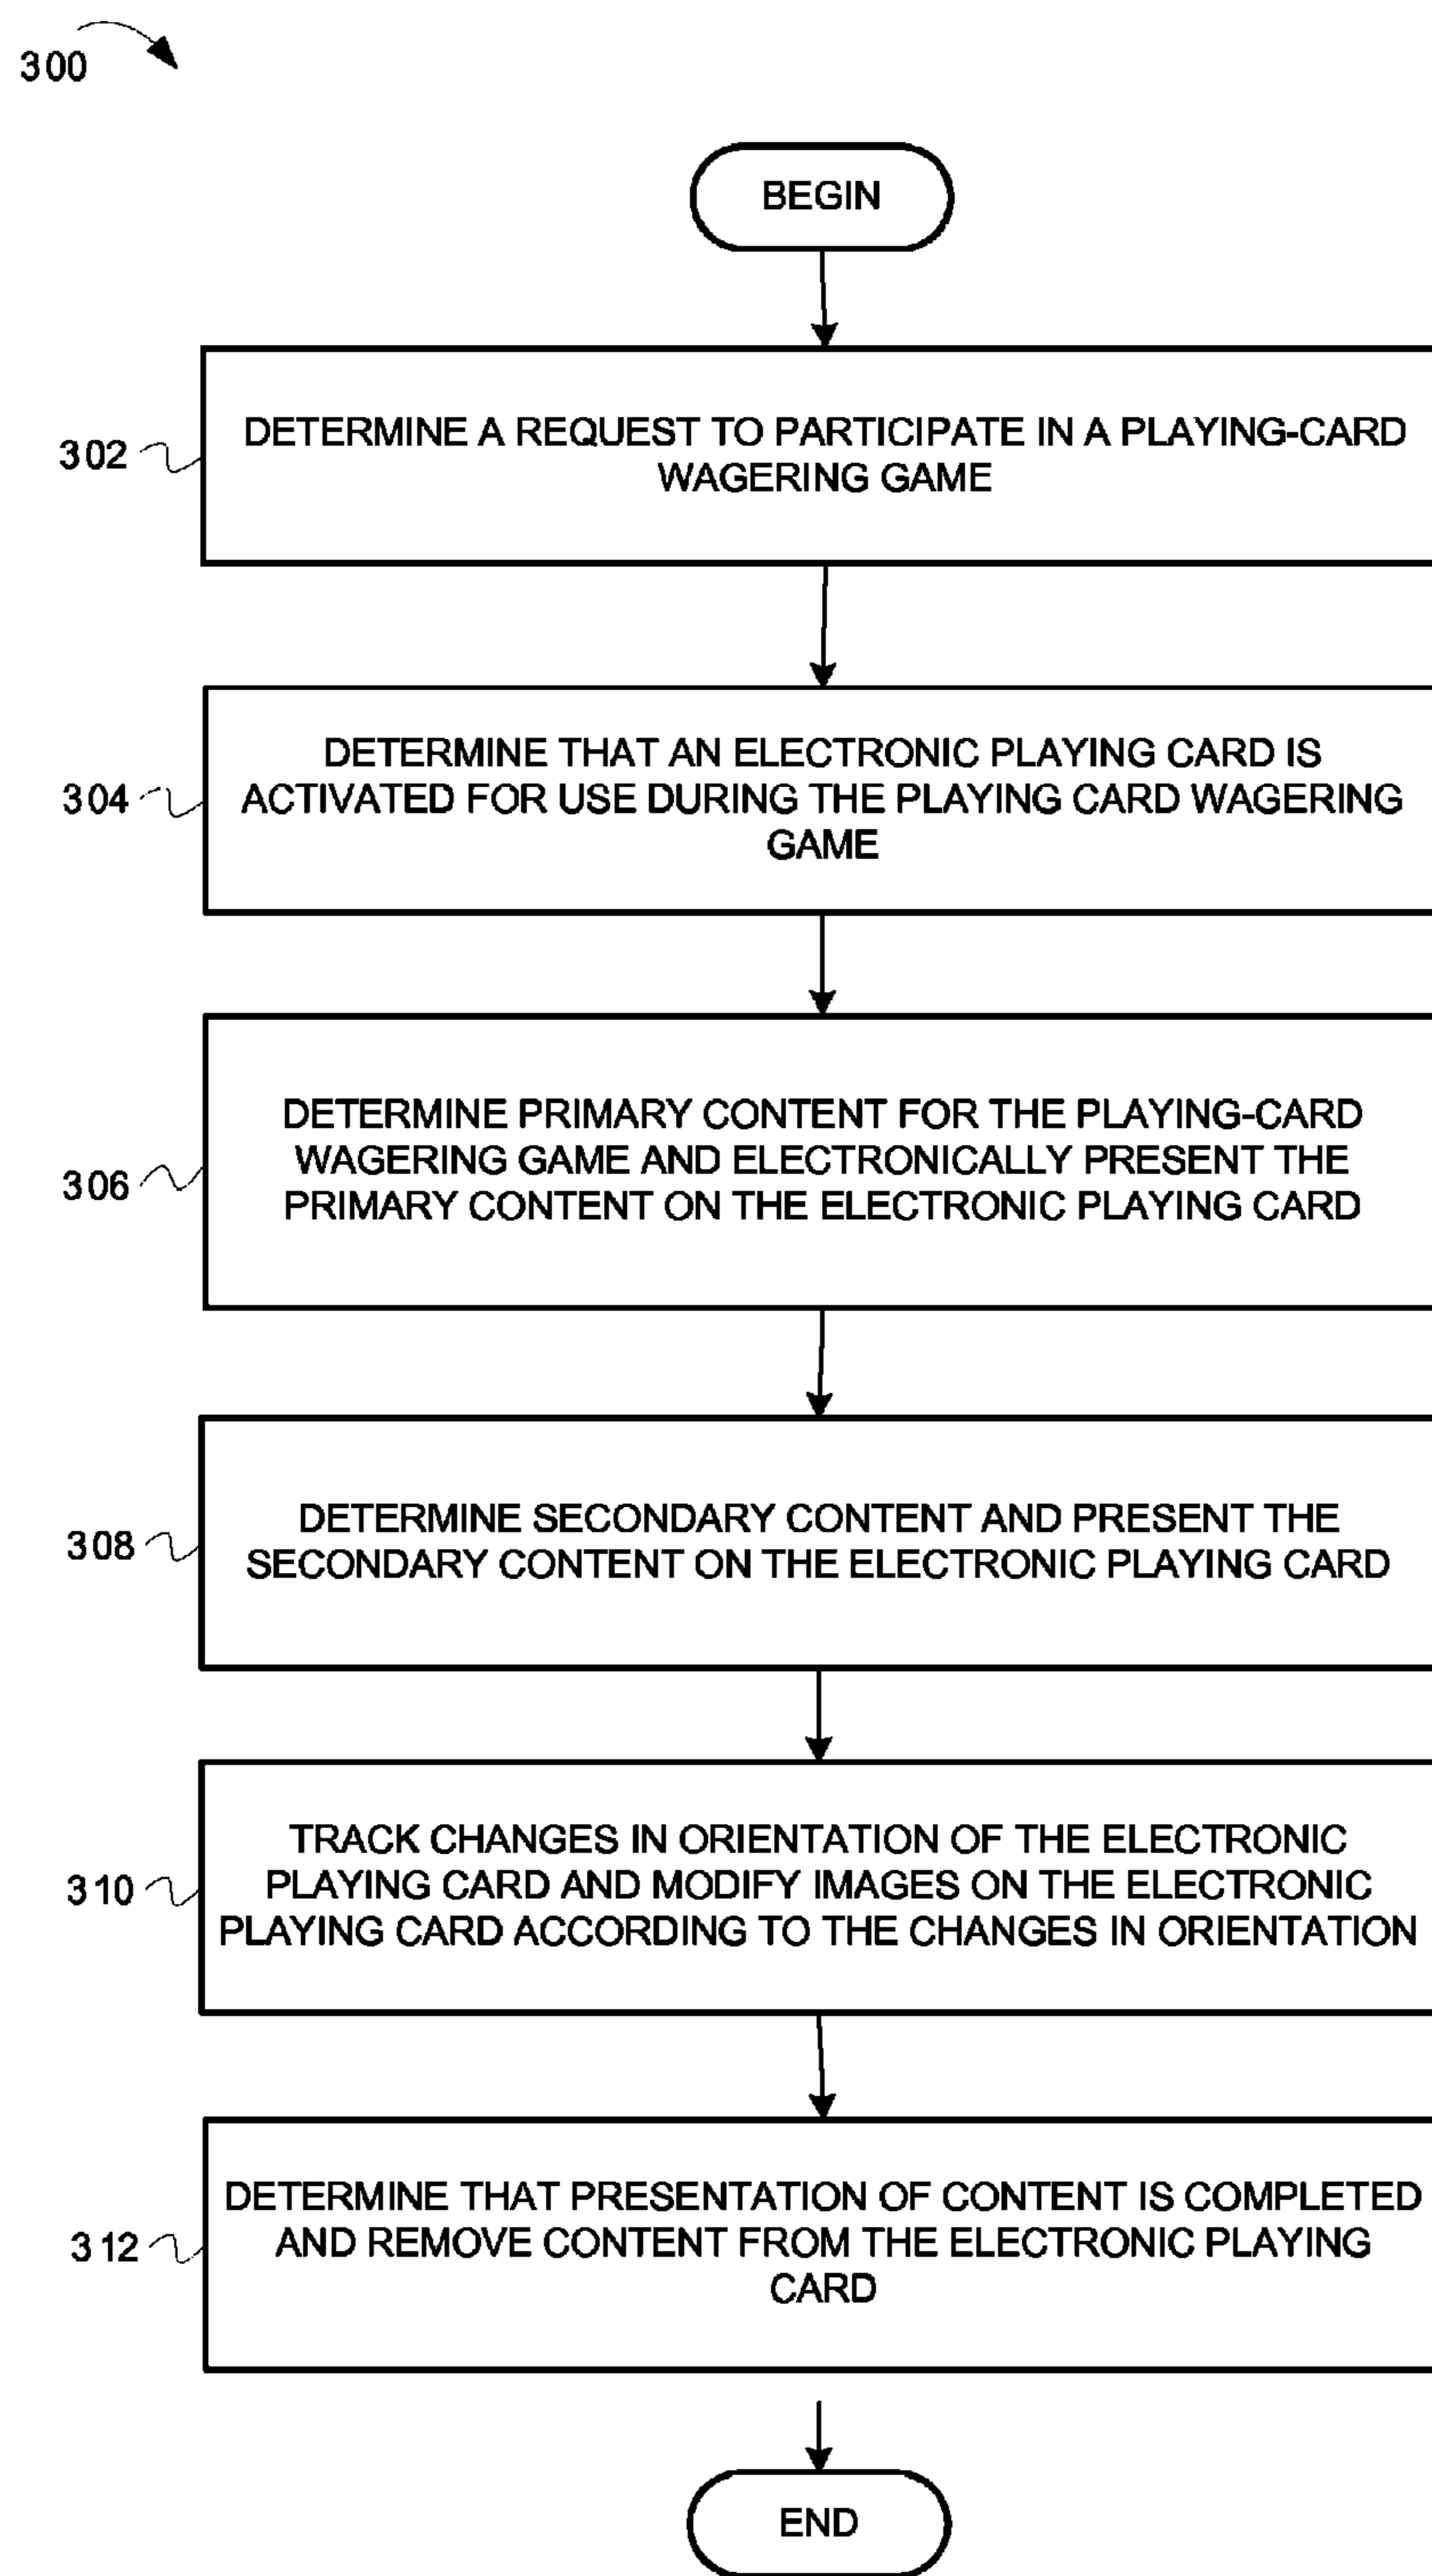 300
BEGIN
302
DETERMINE A REQUEST TO PARTICIPATE IN A PLAYING-CARD
WAGERING GAME
304
DETERMINE THAT AN ELECTRONIC PLAYING CARD IS
ACTIVATED FOR USE DURING THE PLAYING CARD WAGERING
GAME
306
DETERMINE PRIMARY CONTENT FOR THE PLAYING-CARD
WAGERING GAME AND ELECTRONICALLY PRESENT THE
PRIMARY CONTENT ON THE ELECTRONIC PLAYING CARD
308
DETERMINE SECONDARY CONTENT AND PRESENT THE
SECONDARY CONTENT ON THE ELECTRONIC PLAYING CARD
310
TRACK CHANGES IN ORIENTATION OF THE ELECTRONIC
PLAYING CARD AND MODIFY IMAGES ON THE ELECTRONIC
PLAYING CARD ACCORDING TO THE CHANGES IN ORIENTATION
312
DETERMINE THAT PRESENTATION OF CONTENT IS COMPLETED
AND REMOVE CONTENT FROM THE ELECTRONIC PLAYING
CARD
END